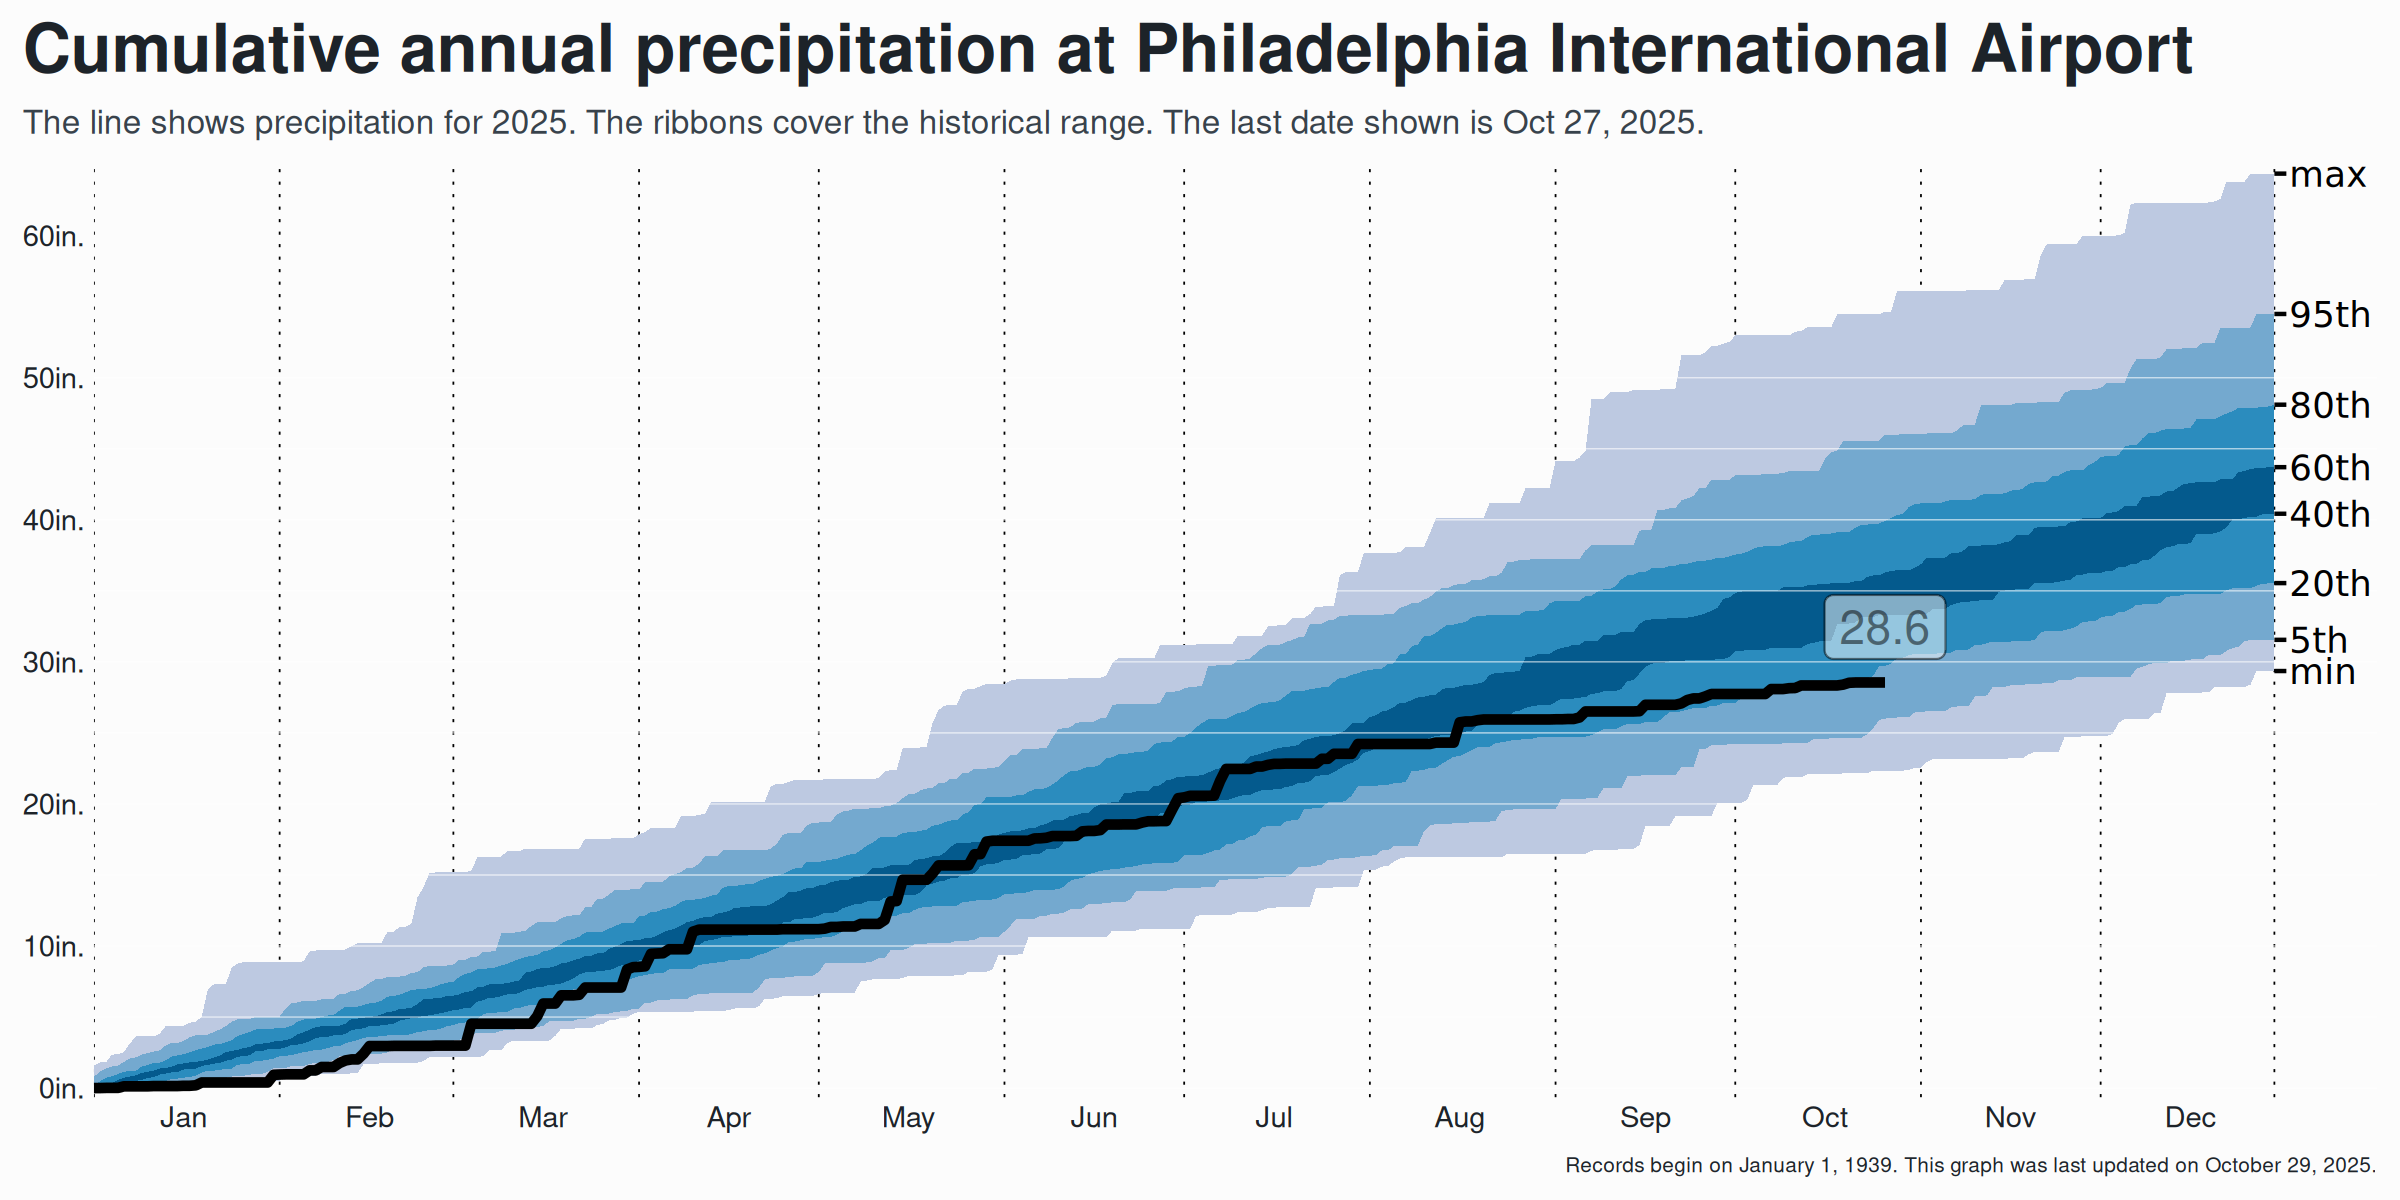 Cumulative annual precipitation at Philadelphia International Airport
The line shows precipitation for 2025. The ribbons cover the historical range. The last date shown is Oct 27, 2025.
max
60in.
95th
50in.
80th
60th
40in.
40th
20th
28.6
5th
30in.
min
20in.
10in.
0in.
Jan Feb Mar Apr May Jun Jul Aug Sep Oct Nov Dec
Records begin on January 1, 1939. This graph was last updated on October 29, 2025.